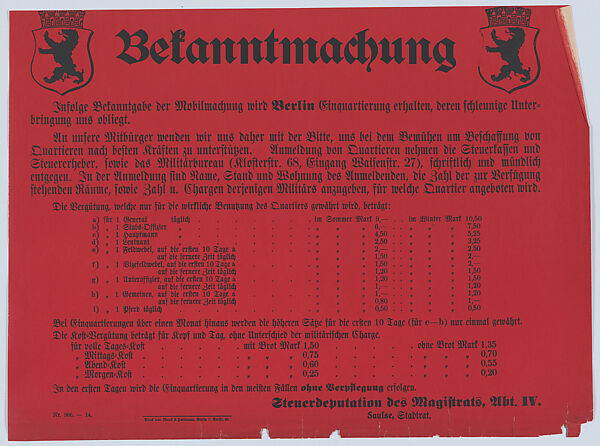 Bekanntmachung
Infolge Bekanntgabe der Mobilmachung wird Berlin Einquartierung erhalten, deren schleunige Unter-
bringung uns obliegt.
An unsere Mitbürger wenden wir uns daher mit der Bitte, uns bei dem Bemühen um Beschaffung von
Quartieren nach besten Kräften zu unterstützen. Anmeldung von Quartieren nehmen die Steuerkassen und
Steuererheber, sowie das Militärbureau (Klosterstr. 68, Eingang Waisenstr. 27), schriftlich und mündlich
entgegen. In der Anmeldung sind Name, Stand und Wohnung des Anmeldenden, die Zahl der zur Verfügung
stehenden Räume, sowie Zahl u. Chargen derjenigen Militärs anzugeben, für welche Quartier angeboten wird.
Die Vergütung, welche nur für die wirkliche Benutzung des Quartiers gewährt wird, beträgt:
a) für 1 General täglich im Sommer Mark 9,— im Winter Mark 10,50
b) „ 1 Stabs-Offizier „ „ „ „ 6,— „ „ „ 7,50
c) „ 1 Hauptmann „ „ „ „ 4,50 „ „ „ 5,25
d) „ 1 Leutnant „ „ „ „ 2,50 „ „ „ 3,25
e) „ 1 Feldwebel, auf die ersten 10 Tage à „ „ „ 2,— „ „ „ 2,50
auf die fernere Zeit täglich „ „ „ 1,50 „ „ „ 2,—
f) „ 1 Vizefeldwebel, auf die ersten 10 Tage à „ „ „ 1,50 „ „ „ 2,—
auf die fernere Zeit täglich „ „ „ 1,20 „ „ „ 1,50
g) „ 1 Unteroffizier, auf die ersten 10 Tage à „ „ „ 1,20 „ „ „ 1,50
auf die fernere Zeit täglich „ „ „ 1,— „ „ „ 1,20
h) „ 1 Gemeinen, auf die ersten 10 Tage à „ „ „ 1,— „ „ „ 1,20
auf die fernere Zeit täglich „ „ „ 0,80 „ „ „ 1,—
i) „ 1 Pferd täglich „ „ „ 0,50 „ „ „ 0,50
Bei Einquartierungen über einen Monat hinaus werden die höheren Sätze für die ersten 10 Tage (für e—h) nur einmal gewährt.
Die Kost-Vergütung beträgt für Kopf und Tag, ohne Unterschied der militärischen Charge,
für volle Tages-Kost mit Brot Mark 1,50 ohne Brot Mark 1,35
„ Mittags-Kost „ „ „ 0,75 „ „ „ 0,70
„ Abend-Kost „ „ „ 0,60 „ „ „ 0,55
„ Morgen-Kost „ „ „ 0,25 „ „ „ 0,20
In den ersten Tagen wird die Einquartierung in den meisten Fällen ohne Verpflegung erfolgen.
Steuerdeputation des Magistrats, Abt. IV.
Stadtrat.
14.